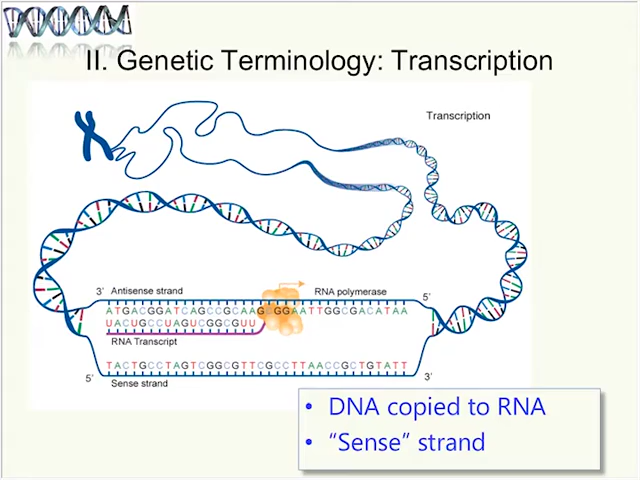 II. Genetic Terminology: Transcription
Transcription
3' Antisense strand RNA polymerase 5'
ATGACGGATCAGCCGCAAGCGGAATTGGCGACATAA
UACUGCCUAGUCGGCGUU
RNA Transcript
TACTGCCTAGTCGGCGTTCGCCTTAACCGCTGTATT
5' Sense strand 3'
• DNA copied to RNA
• “Sense” strand